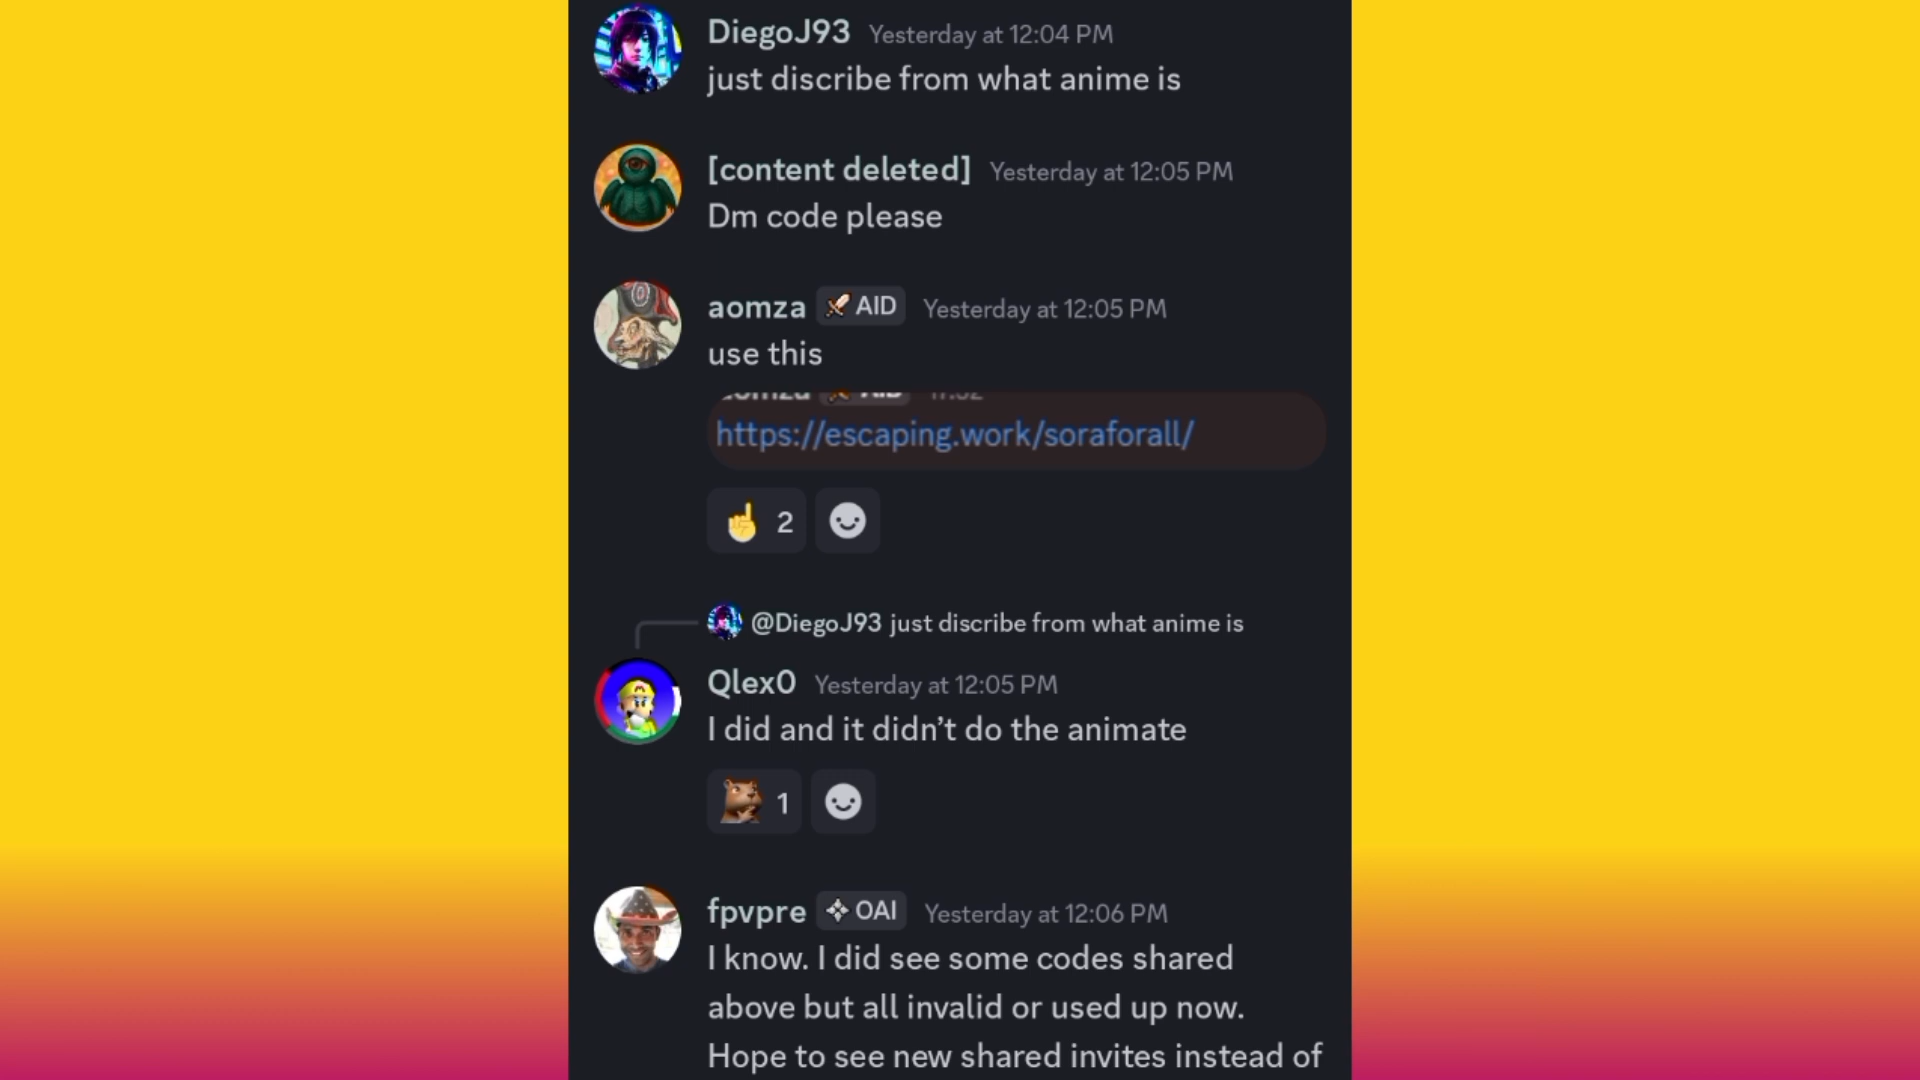 DiegoJ93 Yesterday at 12:04 PM
just discribe from what anime is
[content deleted] Yesterday at 12:05 PM
Dm code please
aomza AID Yesterday at 12:05 PM
use this
aomza AID 17:32
https://escaping.work/soraforall/
2
@DiegoJ93 just discribe from what anime is
Qlex0 Yesterday at 12:05 PM
I did and it didn’t do the animate
1
fpvpre OAI Yesterday at 12:06 PM
I know. I did see some codes shared
above but all invalid or used up now.
Hope to see new shared invites instead of